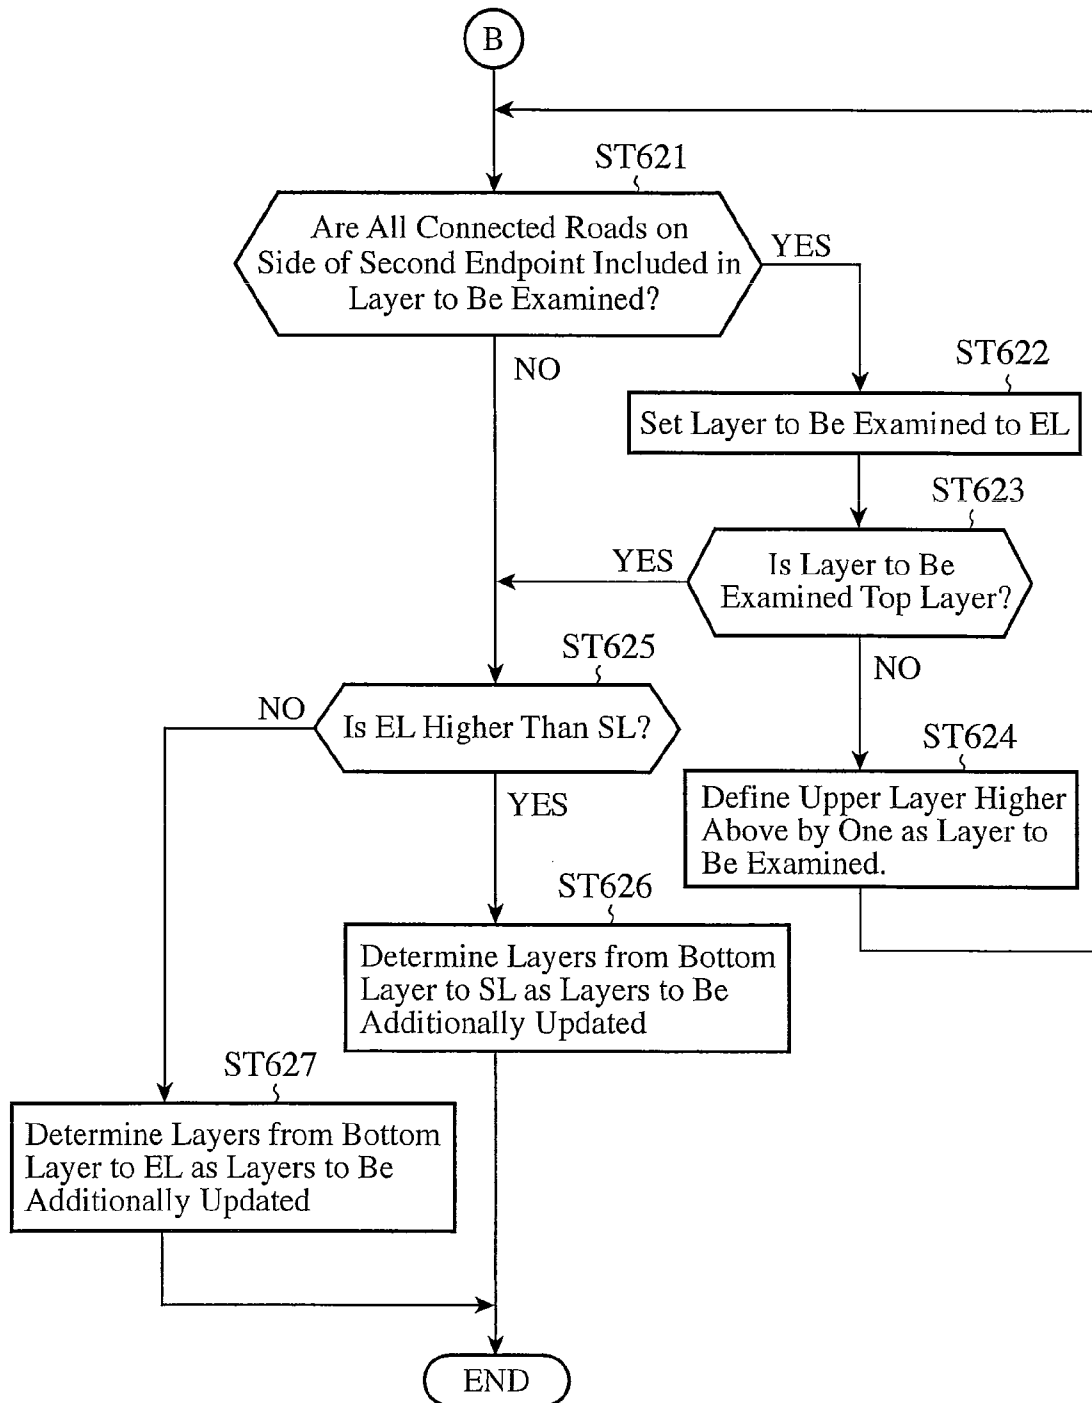 B
ST621
Are All Connected Roads on
Side of Second Endpoint Included in
Layer to Be Examined?
YES
NO
ST622
Set Layer to Be Examined to EL
ST623
YES
Is Layer to Be
Examined Top Layer?
NO
ST625
NO
Is EL Higher Than SL?
YES
ST624
Define Upper Layer Higher
Above by One as Layer to
Be Examined.
ST626
Determine Layers from Bottom
Layer to SL as Layers to Be
Additionally Updated
ST627
Determine Layers from Bottom
Layer to EL as Layers to Be
Additionally Updated
END